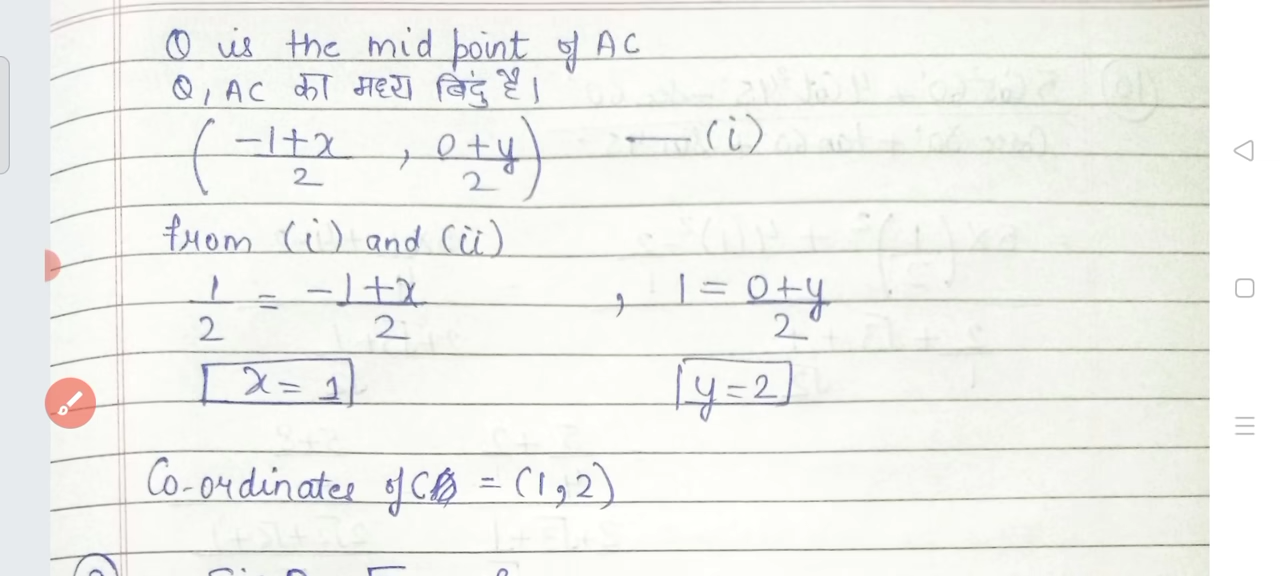 O is the mid point of AC
Q, AC का मध्य बिंदु है।
( -1+x/2 , 0+y/2 ) — (i)
from (i) and (ii)
1/2 = -1+x/2 , 1 = 0+y/2
x = 1 y = 2
Co-ordinates of C = (1,2)